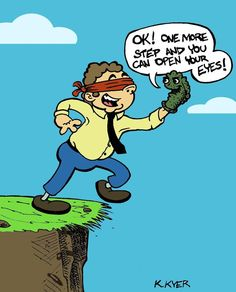 OK! ONE MORE
STEP AND YOU
CAN OPEN YOUR
EYES!
K. KYER